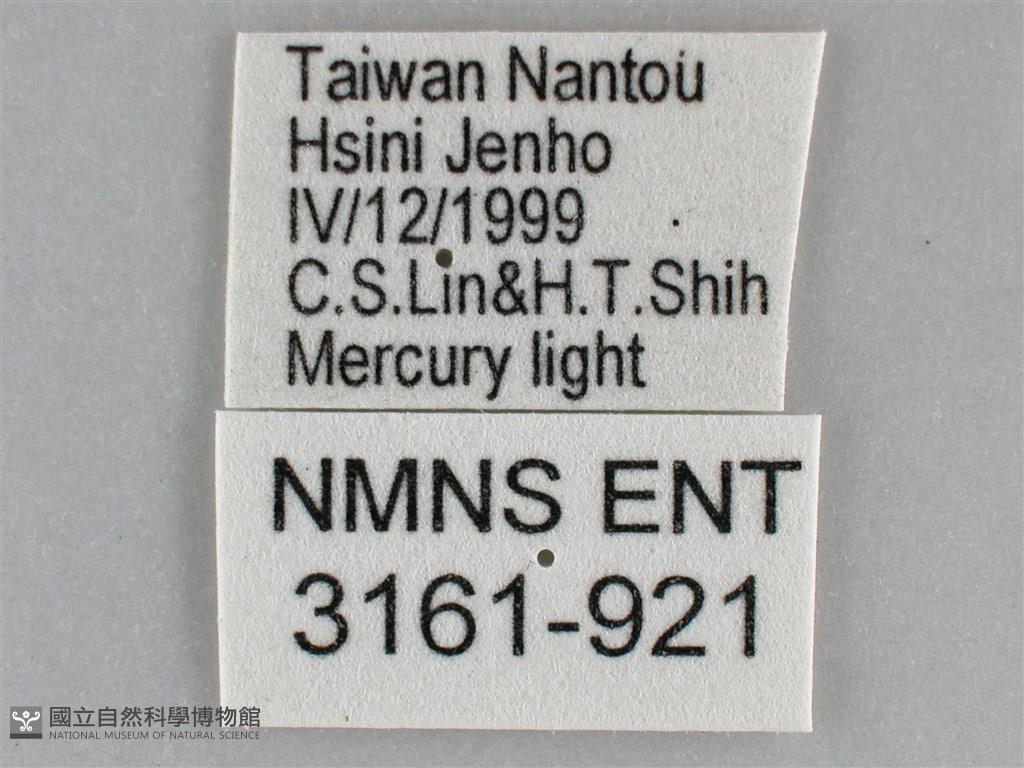 Taiwan Nantou
Hsini Jenho
IV/12/1999
C.S.Lin&H.T.Shih
Mercury light
NMNS ENT
3161-921
國立自然科學博物館
NATIONAL MUSEUM OF NATURAL SCIENCE